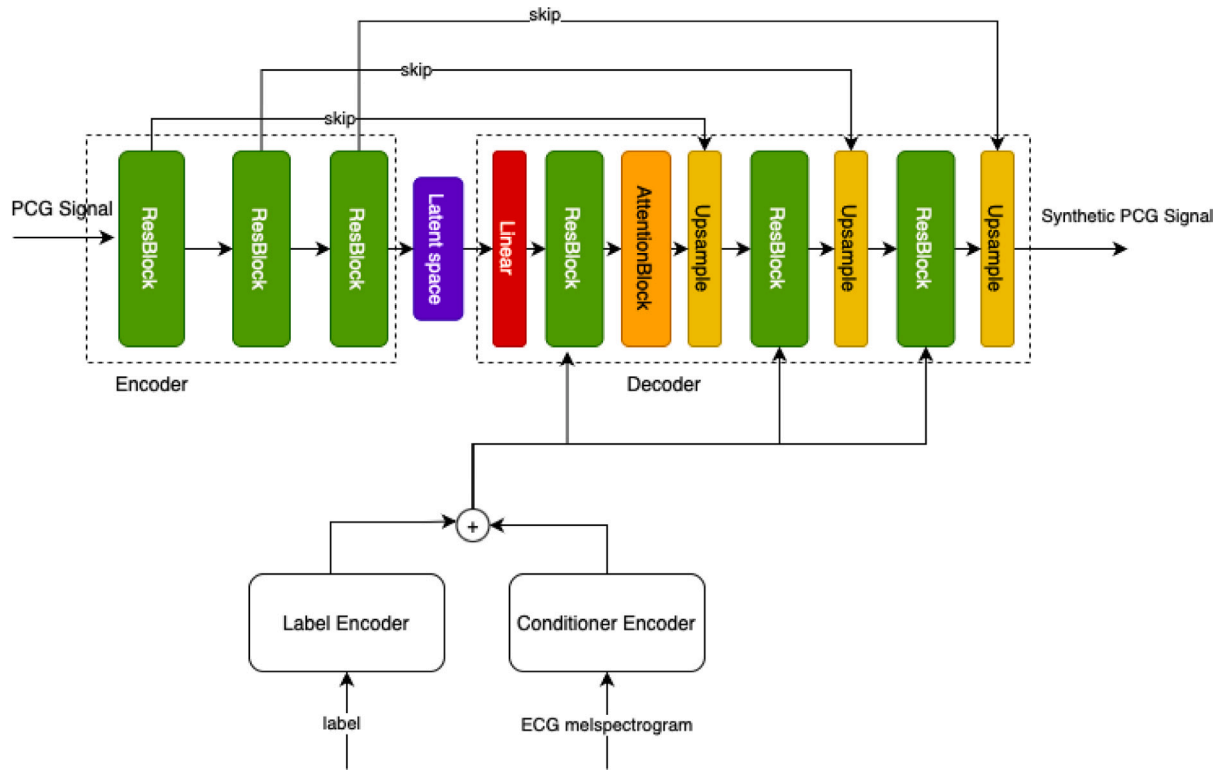 skip
skip
skip
PCG Signal
ResBlock
ResBlock
ResBlock
Latent space
Linear
ResBlock
AttentionBlock
Upsample
ResBlock
Upsample
ResBlock
Upsample
Synthetic PCG Signal
Encoder
Decoder
+
Label Encoder
Conditioner Encoder
label
ECG melspectrogram